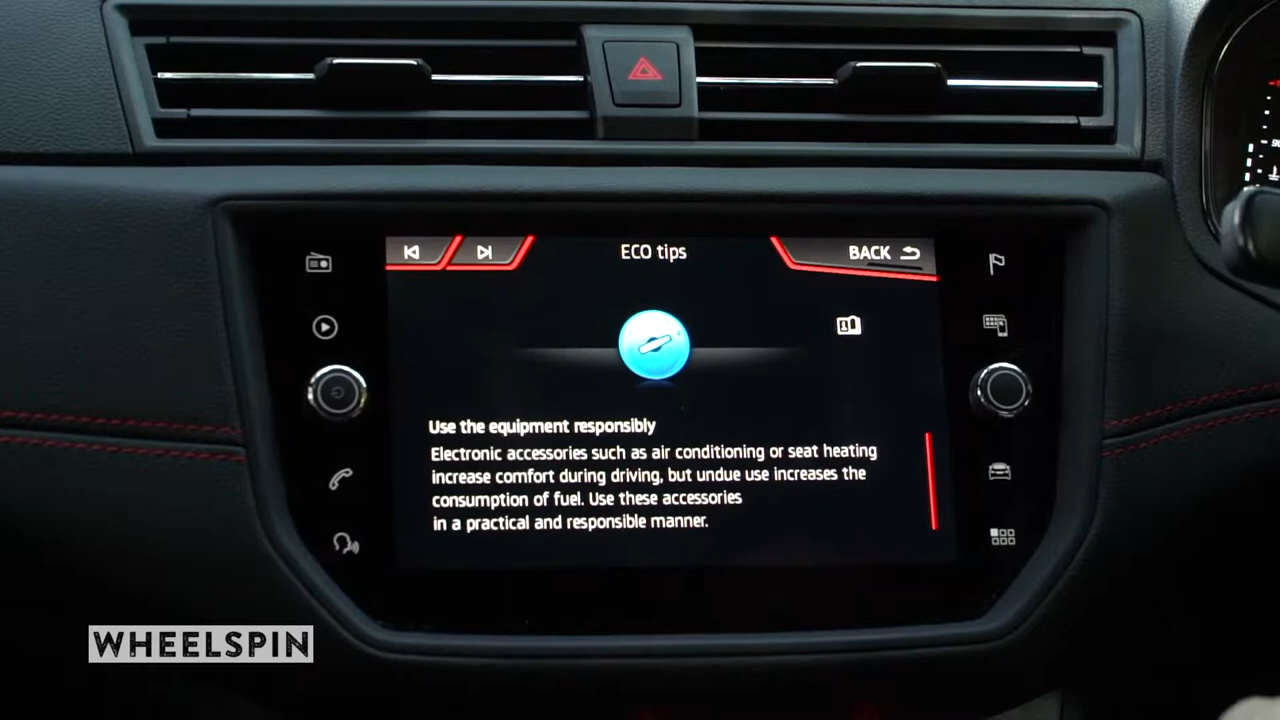 ECO tips
BACK
Use the equipment responsibly
Electronic accessories such as air conditioning or seat heating
increase comfort during driving, but undue use increases the
consumption of fuel. Use these accessories
in a practical and responsible manner.
WHEELSPIN